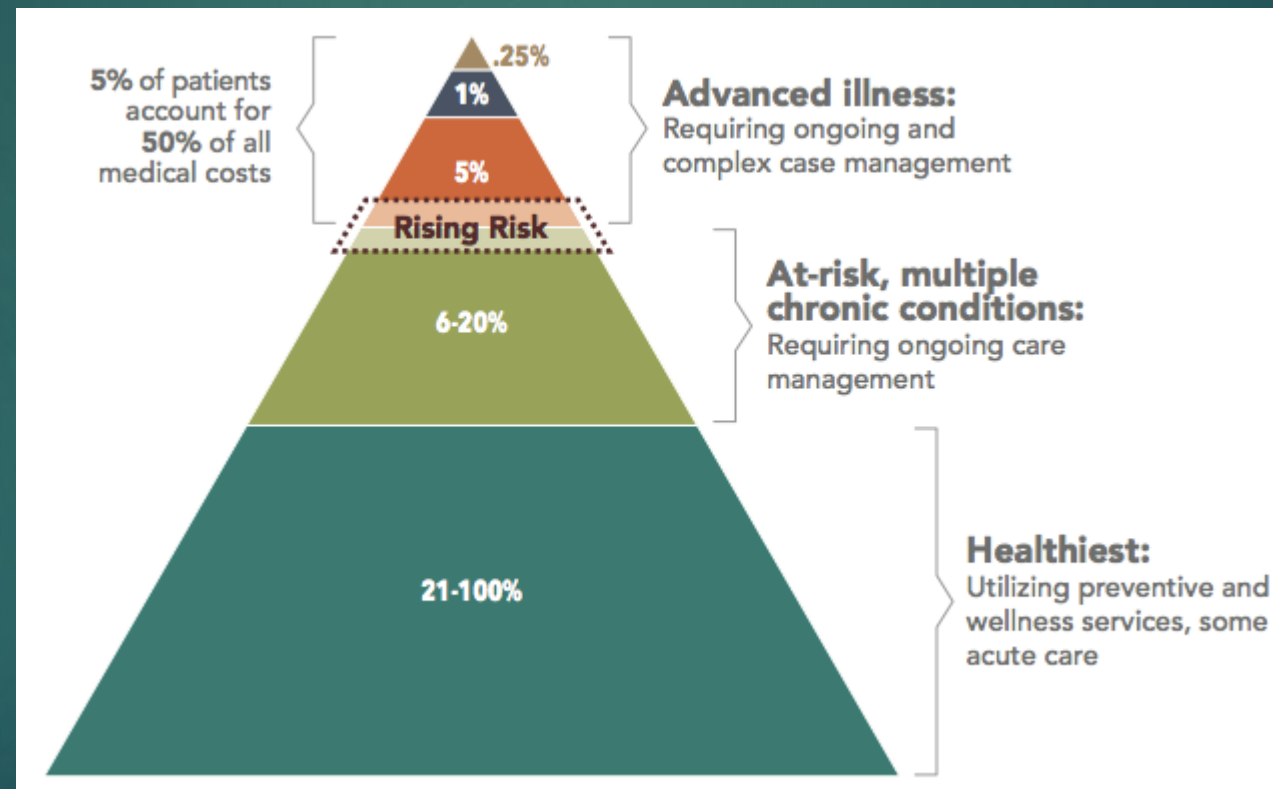 5% of patients
account for
50% of all
medical costs
.25%
1%
5%
Rising Risk
6-20%
21-100%
Advanced illness:
Requiring ongoing and
complex case management
At-risk, multiple
chronic conditions:
Requiring ongoing care
management
Healthiest:
Utilizing preventive and
wellness services, some
acute care